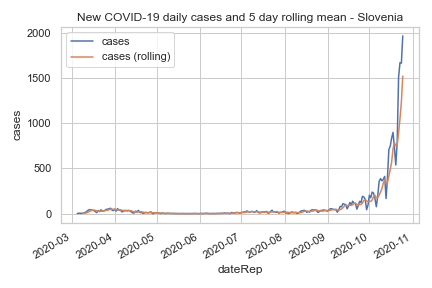 New COVID-19 daily cases and 5 day rolling mean - Slovenia
cases
cases (rolling)
2000
1500
1000
500
0
cases
2020-03
2020-04
2020-05
2020-06
2020-07
2020-08
2020-09
2020-10
2020-11
dateRep